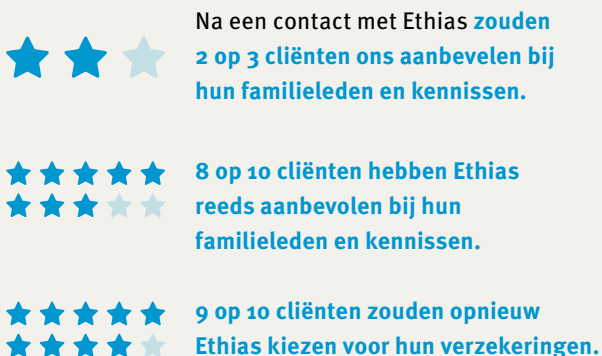 Na een contact met Ethias zouden
2 op 3 cliënten ons aanbevelen bij
hun familieleden en kennissen.
8 op 10 cliënten hebben Ethias
reeds aanbevolen bij hun
familieleden en kennissen.
9 op 10 cliënten zouden opnieuw
Ethias kiezen voor hun verzekeringen.